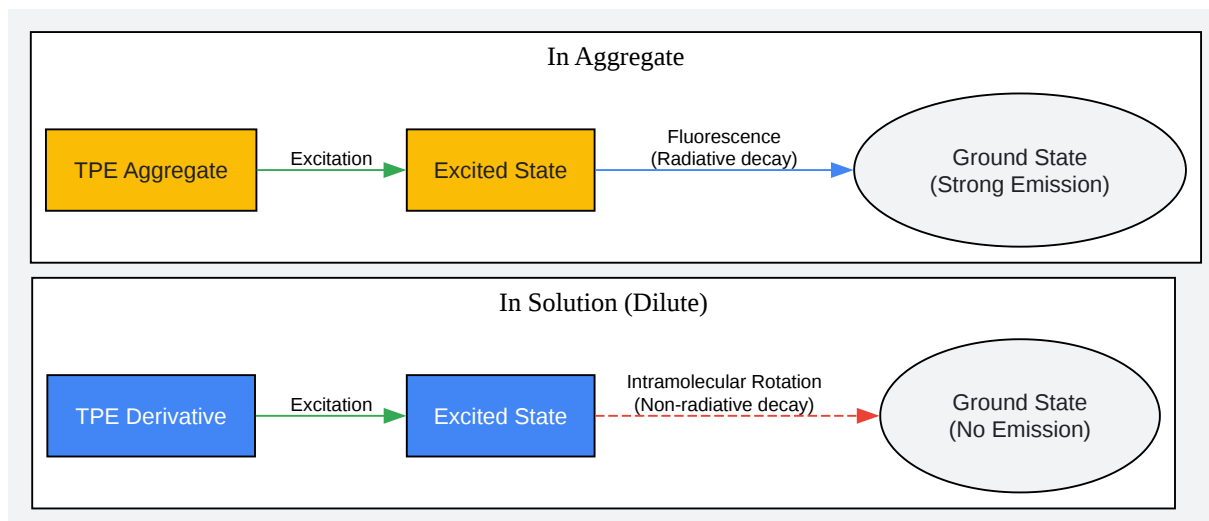 In Aggregate
TPE Aggregate
Excitation
Excited State
Fluorescence
(Radiative decay)
Ground State
(Strong Emission)
In Solution (Dilute)
TPE Derivative
Excitation
Excited State
Intramolecular Rotation
(Non-radiative decay)
Ground State
(No Emission)